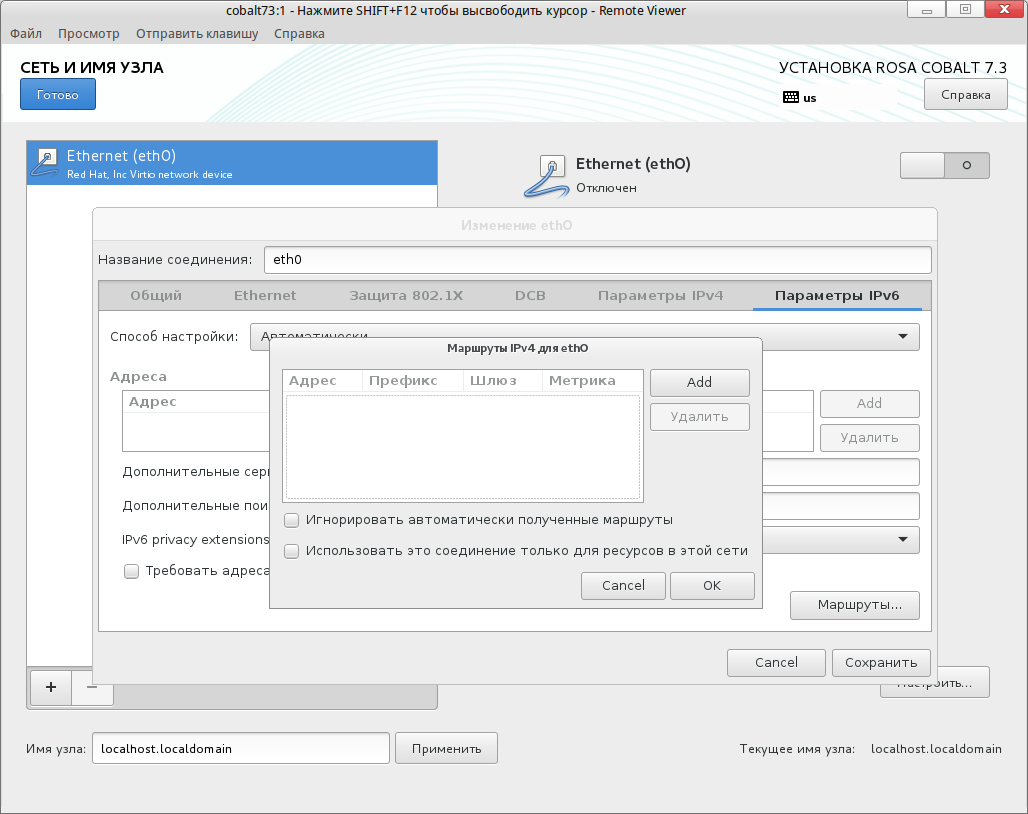 cobalt73:1 - Нажмите SHIFT+F12 чтобы высвободить курсор - Remote Viewer
Файл Просмотр Отправить клавишу Справка
СЕТЬ И ИМЯ УЗЛА
УСТАНОВКА ROSA COBALT 7.3
Готово
us
Справка
Ethernet (eth0)
Red Hat, Inc Virtio network device
Ethernet (eth0)
Отключен
Изменение eth0
Название соединения: eth0
Общий Ethernet Защита 802.1X DCB Параметры IPv4 Параметры IPv6
Способ настройки: Автоматически
Маршруты IPv4 для eth0
Адреса
Адрес
Адрес Префикс Шлюз Метрика
Add
Удалить
Add
Удалить
Дополнительные сер
Дополнительные пои
IPv6 privacy extensions
Требовать адреса
Игнорировать автоматически полученные маршруты
Использовать это соединение только для ресурсов в этой сети
Cancel OK
Маршруты...
Cancel Сохранить
Настроить...
+ −
Имя узла: localhost.localdomain Применить
Текущее имя узла: localhost.localdomain